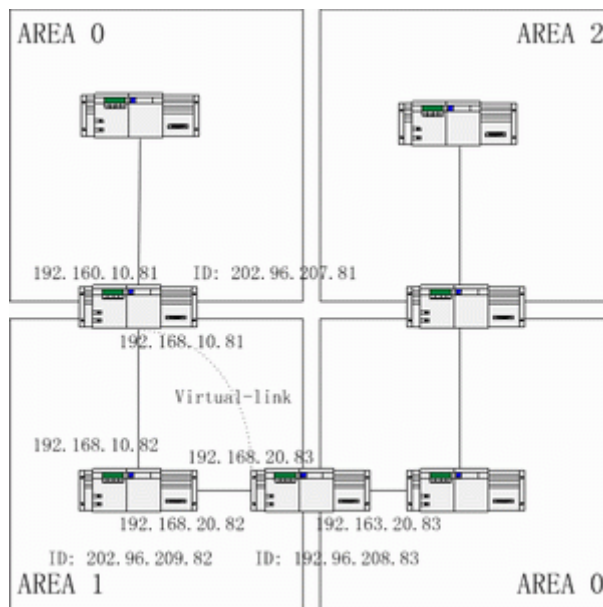 AREA 0
AREA 2
192.160.10.81
ID: 202.96.207.81
192.168.10.81
Virtual-link
192.168.10.82
192.168.20.83
192.168.20.82
192.163.20.83
ID: 202.96.209.82
ID: 192.96.208.83
AREA 1
AREA 0